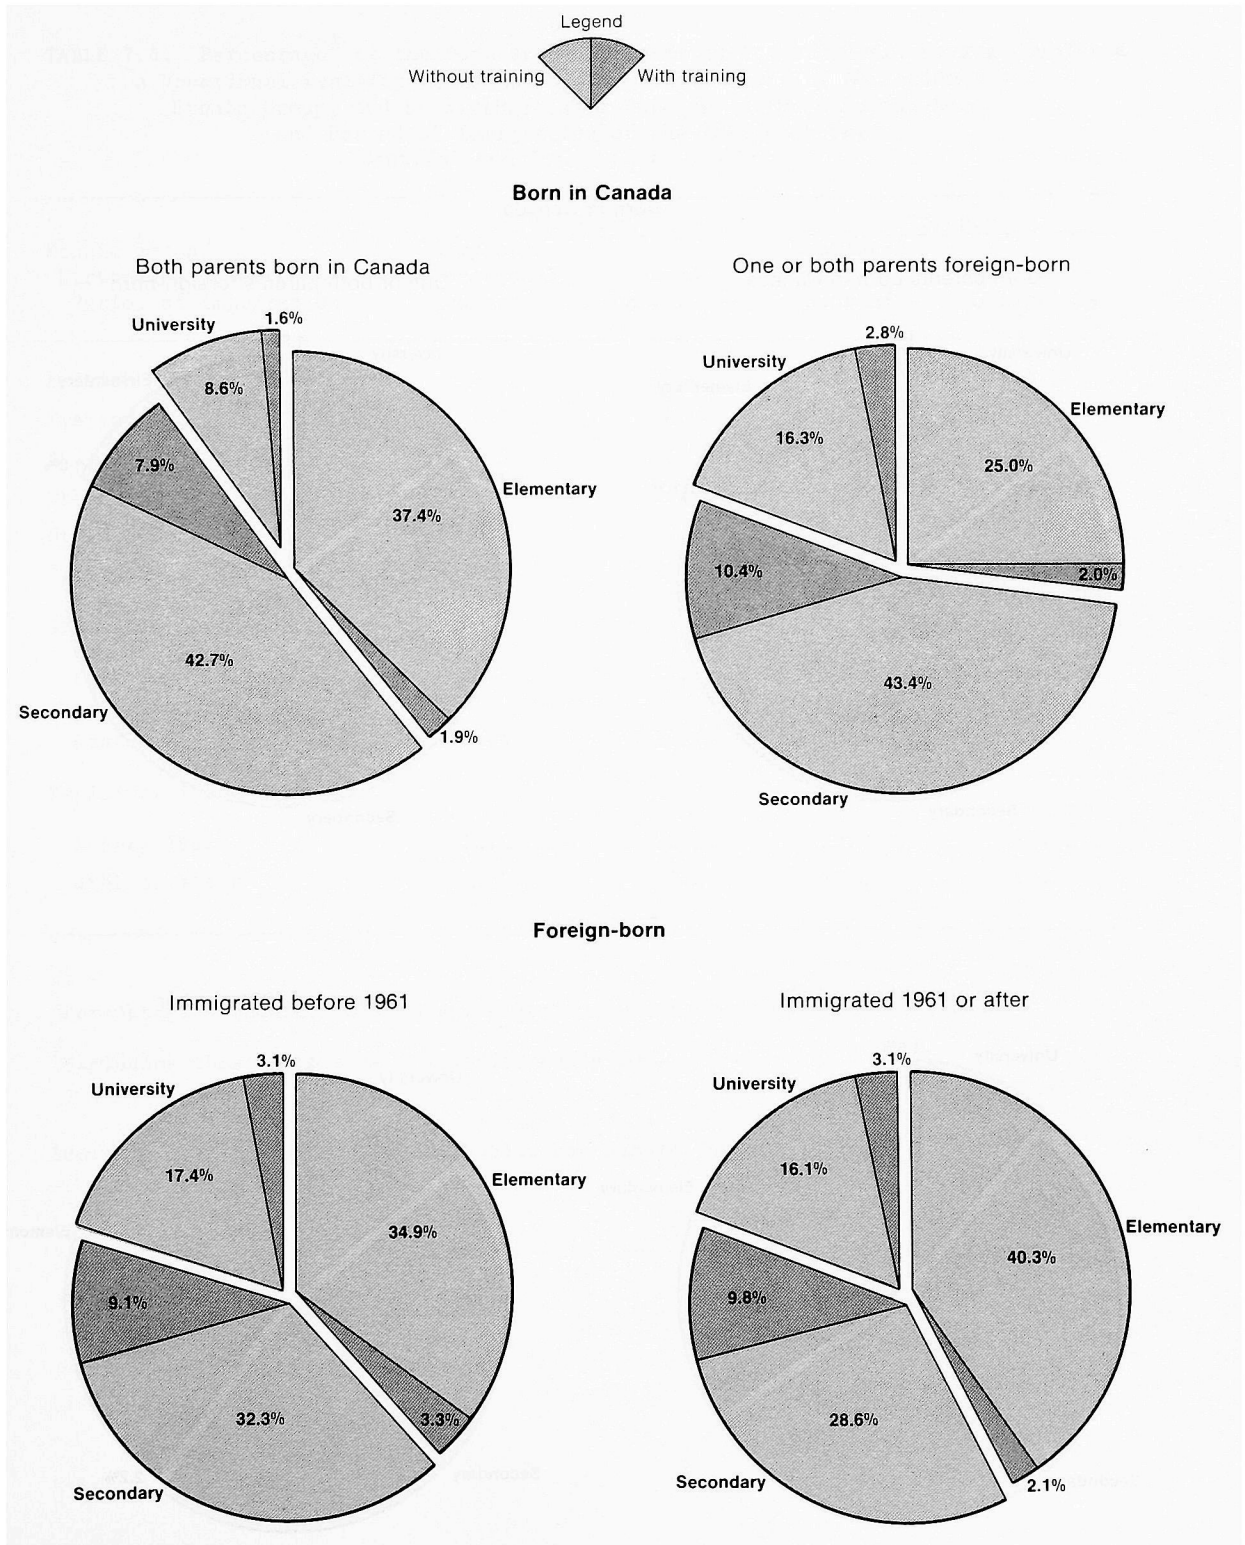 Legend
Without training
With training
Born in Canada
Both parents born in Canada
University
1.6%
8.6%
7.9%
37.4%
Elementary
42.7%
Secondary
1.9%
One or both parents foreign-born
2.8%
University
16.3%
Elementary
25.0%
10.4%
2.0%
43.4%
Secondary
Foreign-born
Immigrated before 1961
3.1%
University
17.4%
Elementary
34.9%
9.1%
32.3%
3.3%
Secondary
Immigrated 1961 or after
3.1%
University
16.1%
Elementary
40.3%
9.8%
28.6%
Secondary
2.1%